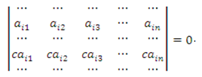 | ... ... ... ... ... |
| a_{i1} a_{i2} a_{i3} ... a_{in} |
| ... ... ... ... ... |
| ca_{i1} ca_{i2} ca_{i3} ... ca_{in} | = 0.
| ... ... ... ... ... |